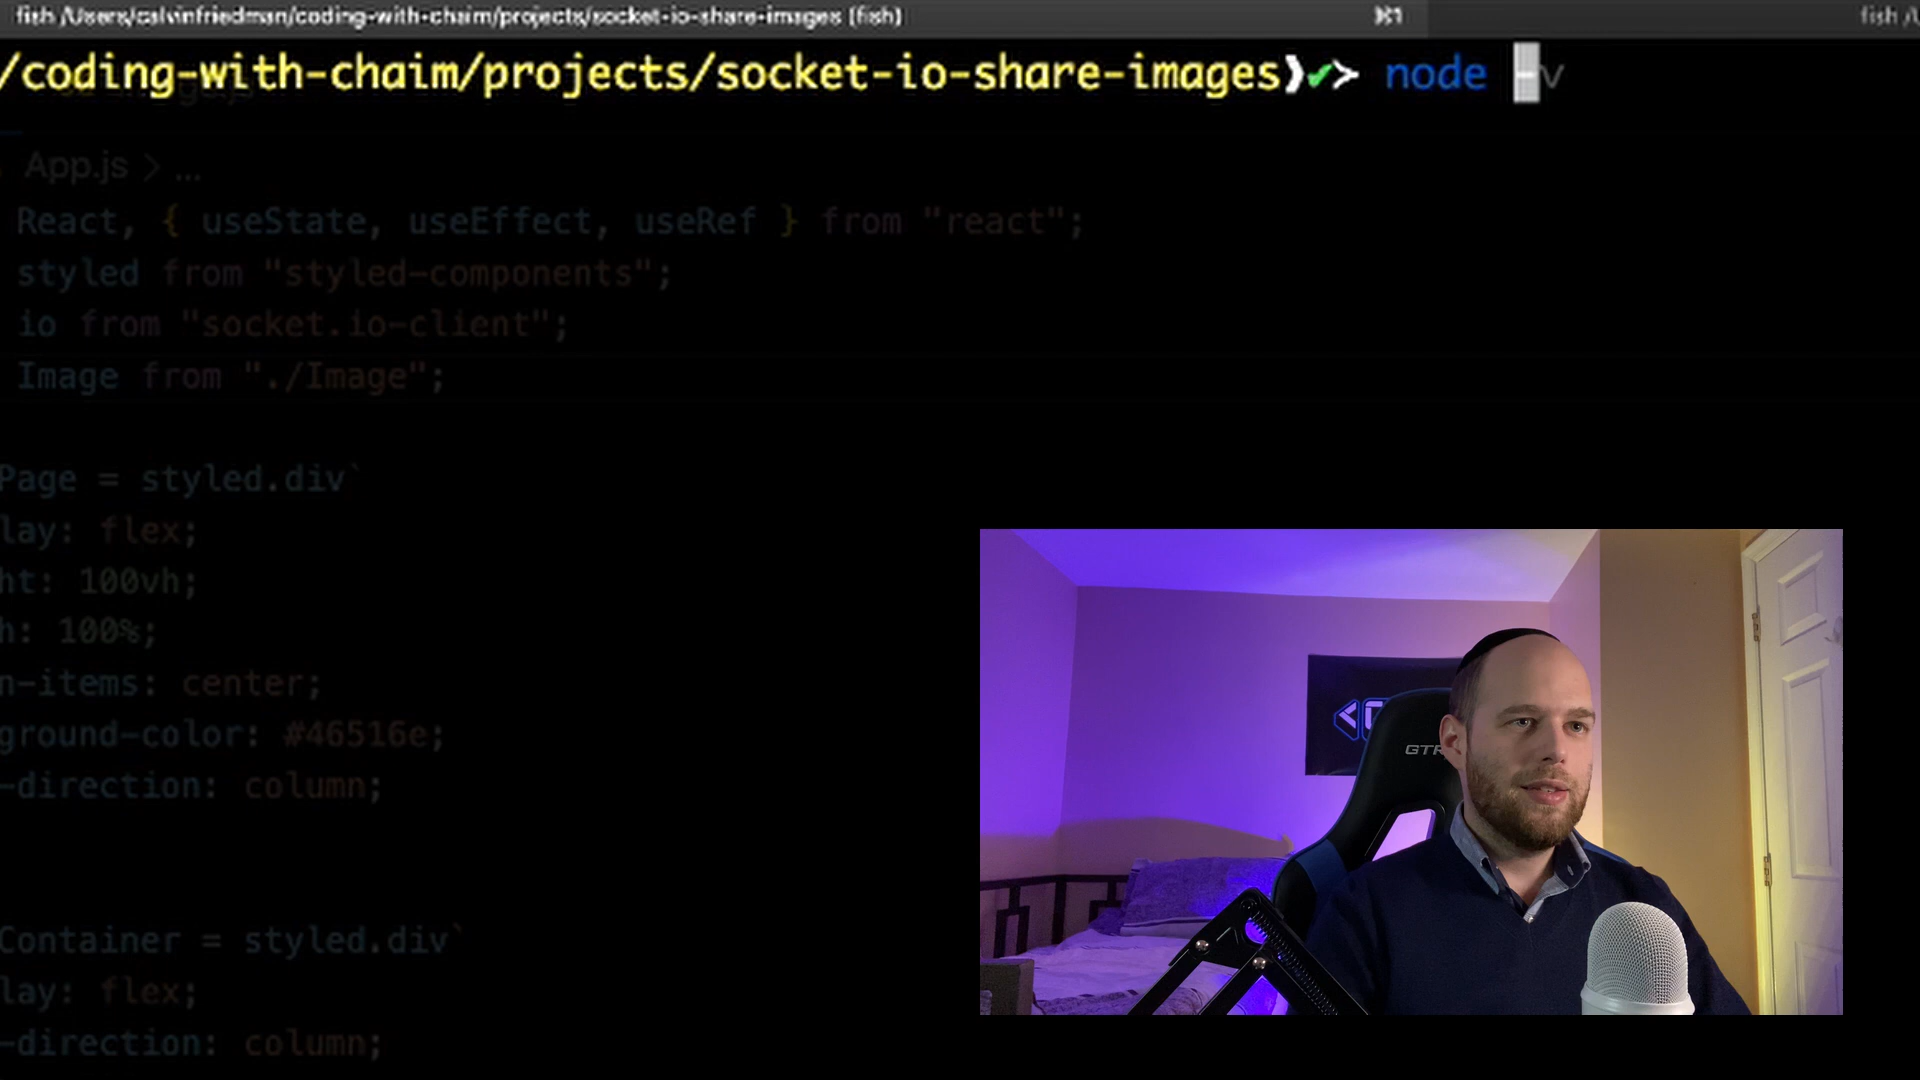 fish /Users/calvinfriedman/coding-with-chaim/projects/socket-io-share-images (fish) ⌘1 fish /U
/coding-with-chaim/projects/socket-io-share-images❯✔> node -v
App.js > ...
React, { useState, useEffect, useRef } from "react";
styled from "styled-components";
io from "socket.io-client";
Image from "./Image";
Page = styled.div`
lay: flex;
ht: 100vh;
h: 100%;
n-items: center;
ground-color: #46516e;
-direction: column;
Container = styled.div`
lay: flex;
-direction: column;
GTR